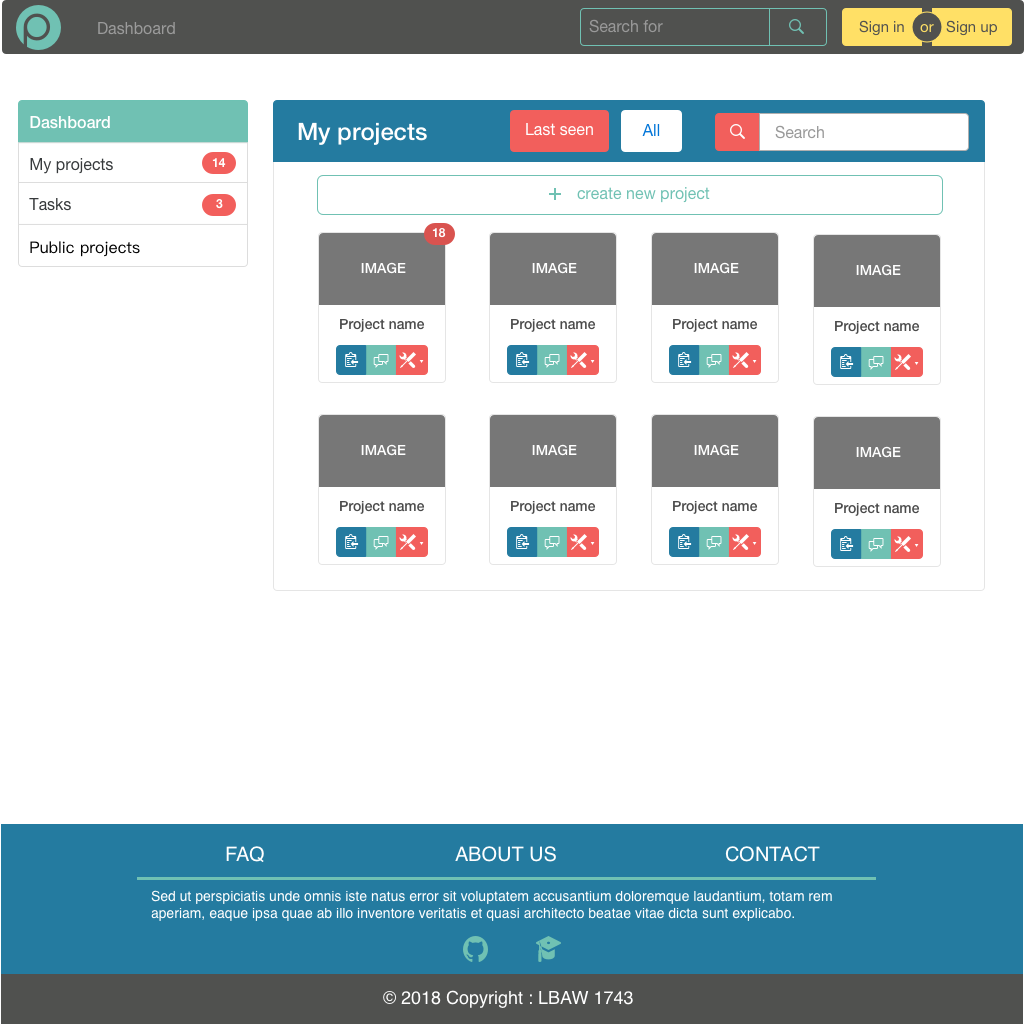 Dashboard
Search for
Sign in or Sign up
Dashboard
My projects 14
Tasks 3
Public projects
My projects
Last seen
All
Search
+ create new project
18
IMAGE IMAGE IMAGE IMAGE
Project name Project name Project name Project name
IMAGE IMAGE IMAGE IMAGE
Project name Project name Project name Project name
FAQ ABOUT US CONTACT
Sed ut perspiciatis unde omnis iste natus error sit voluptatem accusantium doloremque laudantium, totam rem
aperiam, eaque ipsa quae ab illo inventore veritatis et quasi architecto beatae vitae dicta sunt explicabo.
© 2018 Copyright : LBAW 1743